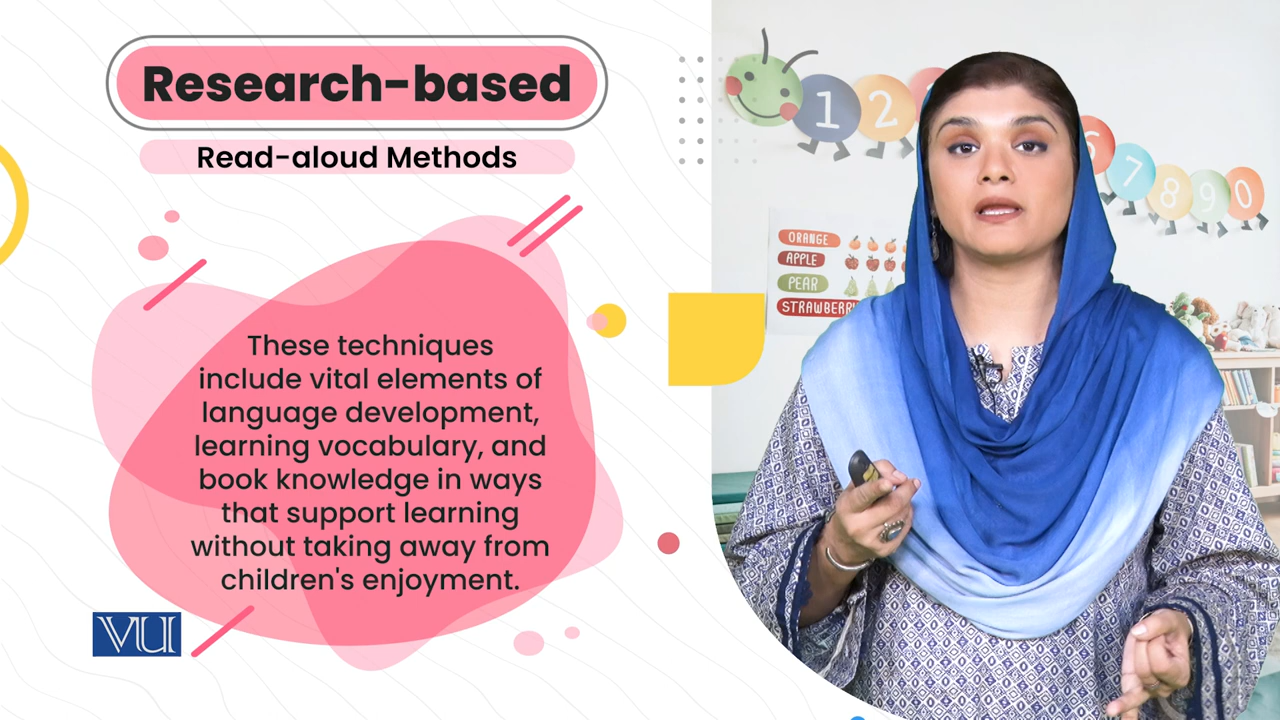 Research-based
Read-aloud Methods
These techniques
include vital elements of
language development,
learning vocabulary, and
book knowledge in ways
that support learning
without taking away from
children's enjoyment.
VU
1 2
6 7 8 9 0
ORANGE
APPLE
PEAR
STRAWBERR